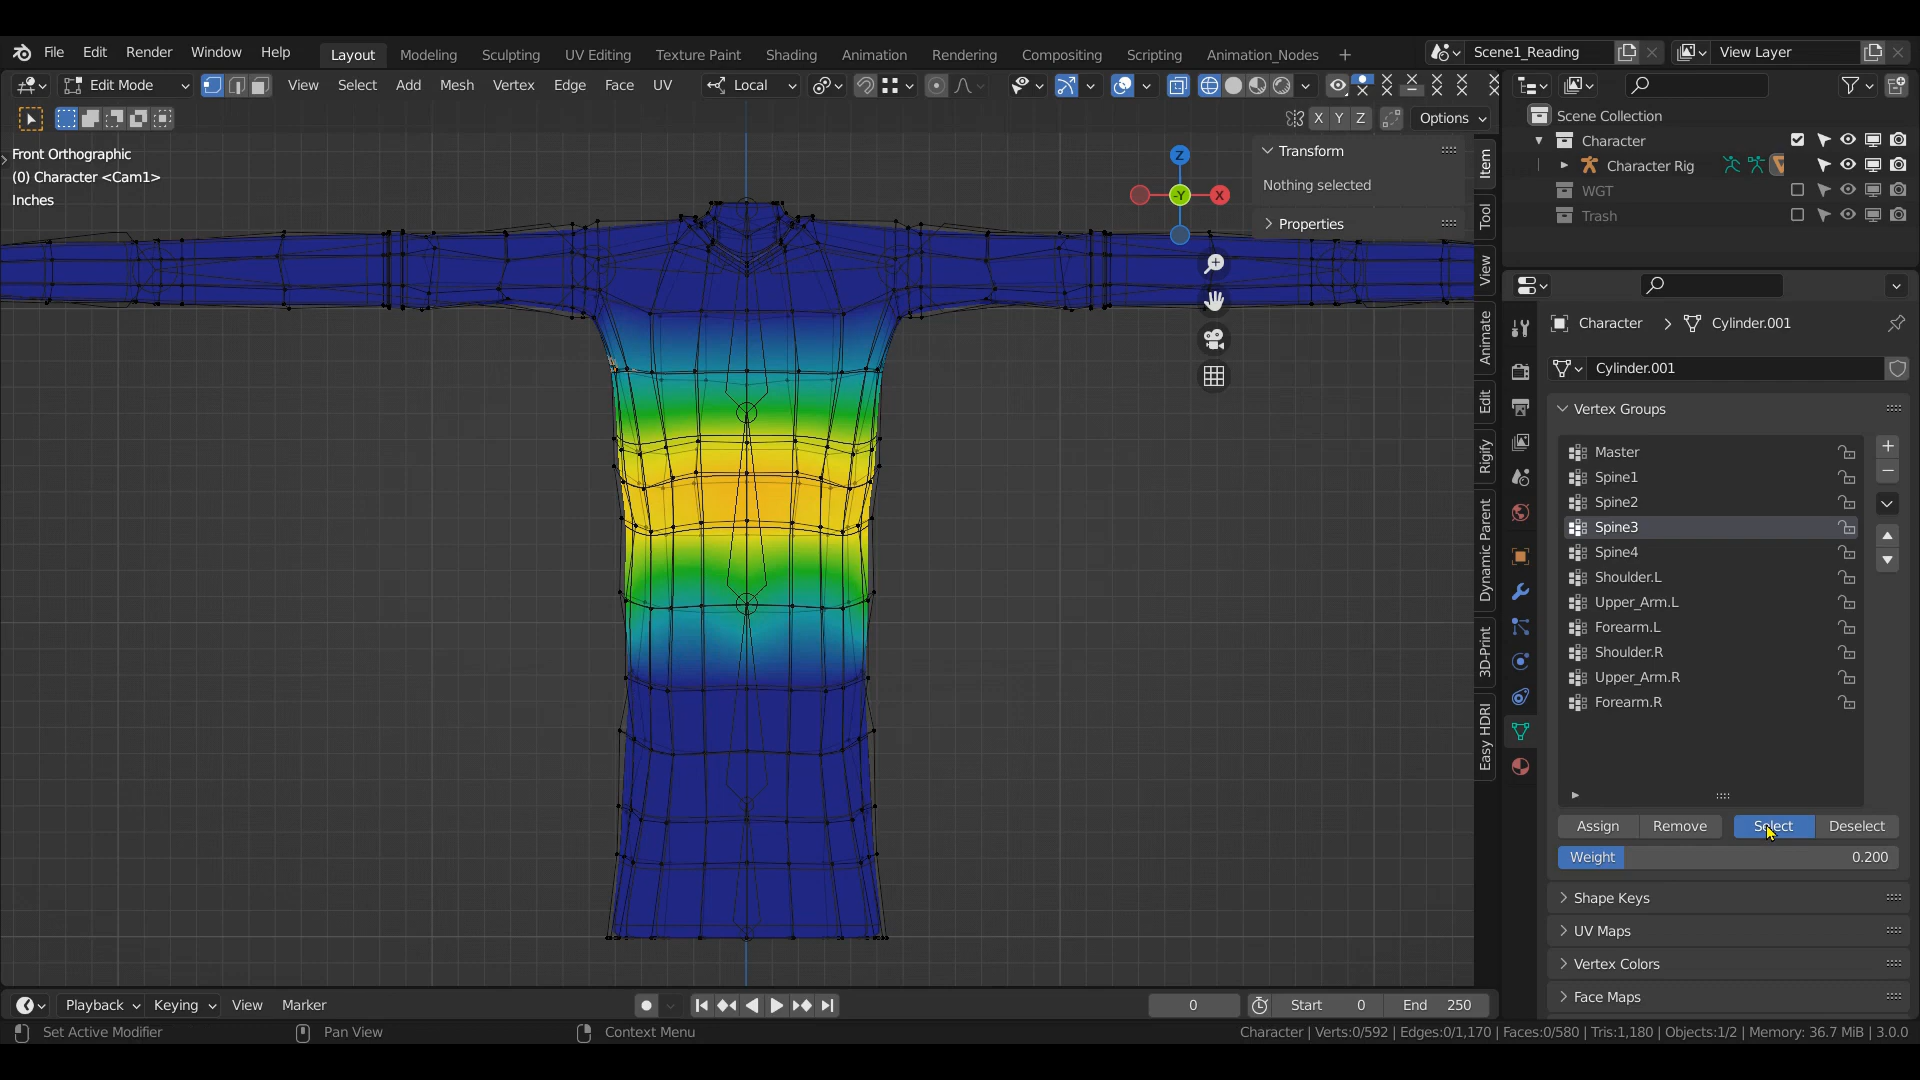 File Edit Render Window Help Layout Modeling Sculpting UV Editing Texture Paint Shading Animation Rendering Compositing Scripting Animation_Nodes + Scene1_Reading View Layer
Edit Mode View Select Add Mesh Vertex Edge Face UV Local
X Y Z Options
Front Orthographic
(0) Character <Cam1>
Inches
Z
-Y
X
Transform
Nothing selected
Properties
Item
Tool
View
Animate
Edit
Rigify
Dynamic Parent
3D-Print
Easy HDRI
Scene Collection
Character
Character Rig
WGT
Trash
Character > Cylinder.001
Cylinder.001
Vertex Groups
Master
Spine1
Spine2
Spine3
Spine4
Shoulder.L
Upper_Arm.L
Forearm.L
Shoulder.R
Upper_Arm.R
Forearm.R
Assign Remove Select Deselect
Weight 0.200
Shape Keys
UV Maps
Vertex Colors
Face Maps
Playback Keying View Marker 0 Start 0 End 250
Set Active Modifier Pan View Context Menu Character | Verts:0/592 | Edges:0/1,170 | Faces:0/580 | Tris:1,180 | Objects:1/2 | Memory: 36.7 MiB | 3.0.0